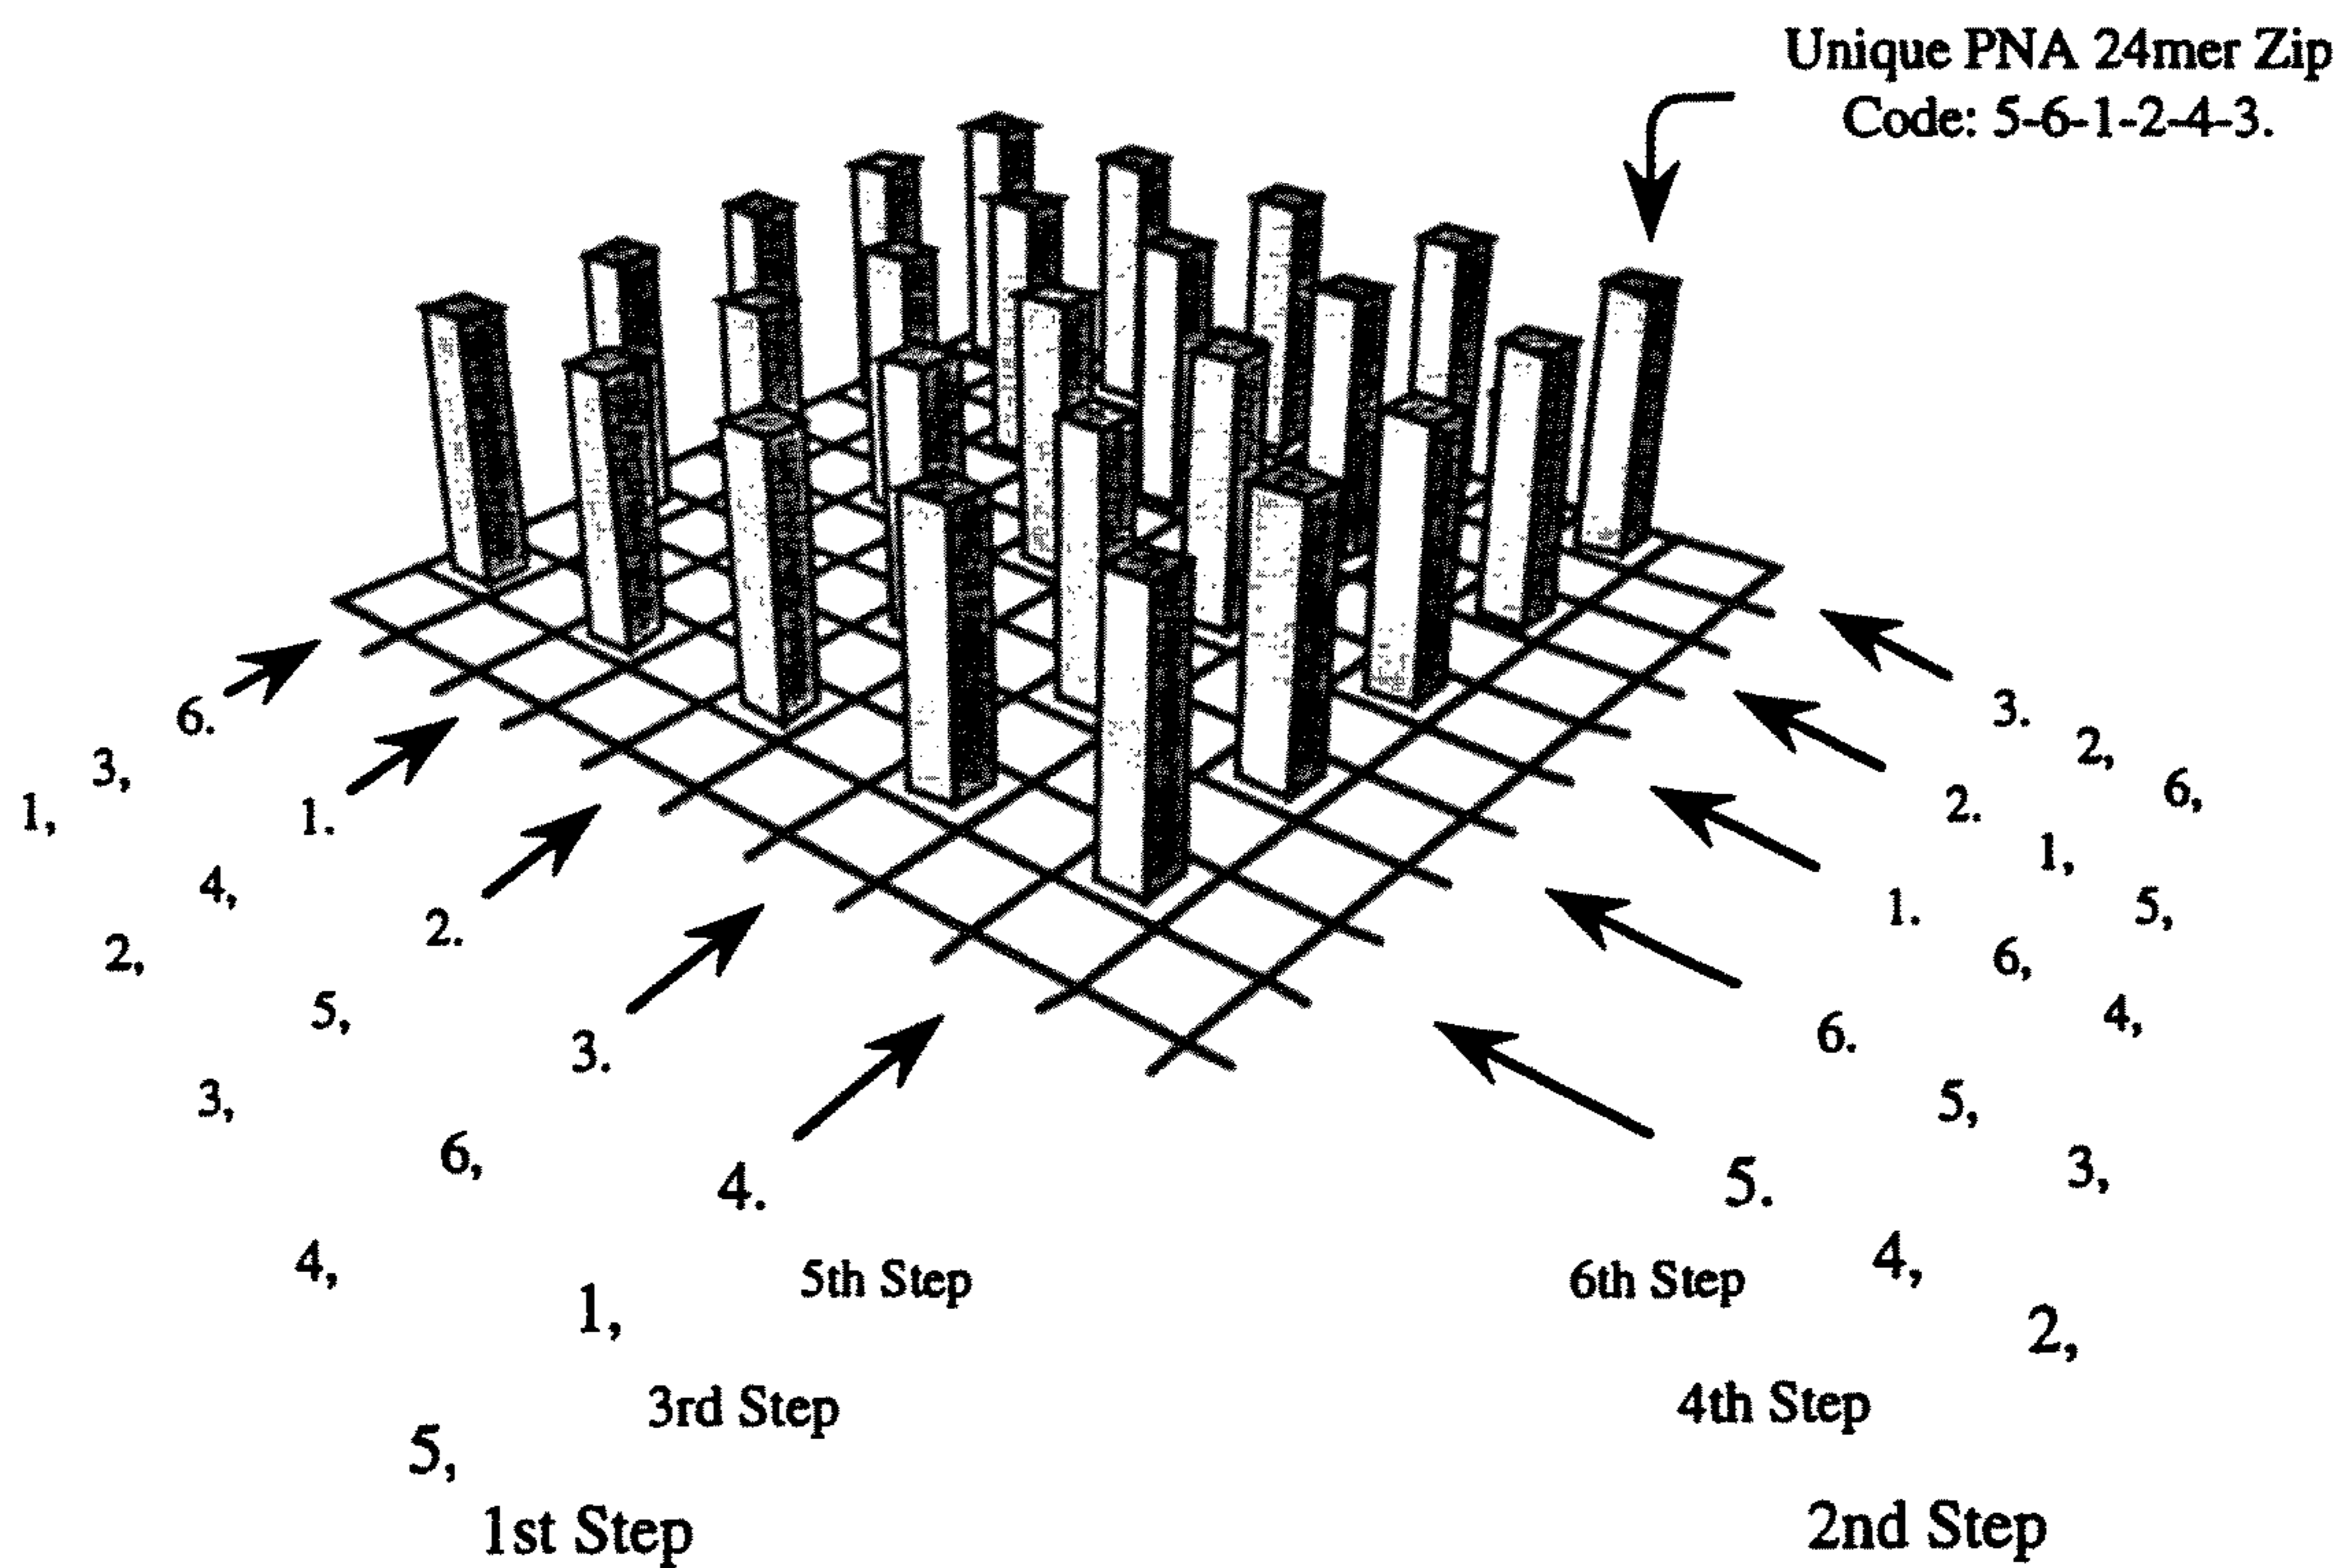 Unique PNA 24mer Zip
Code: 5-6-1-2-4-3.
1, 3, 6.
2, 4, 1.
3, 5, 2.
4, 6, 3.
5, 1, 4.
3. 2, 6,
2. 1, 5,
1. 6, 4,
6. 5, 3,
5. 4, 2,
5th Step
6th Step
3rd Step
4th Step
1st Step
2nd Step